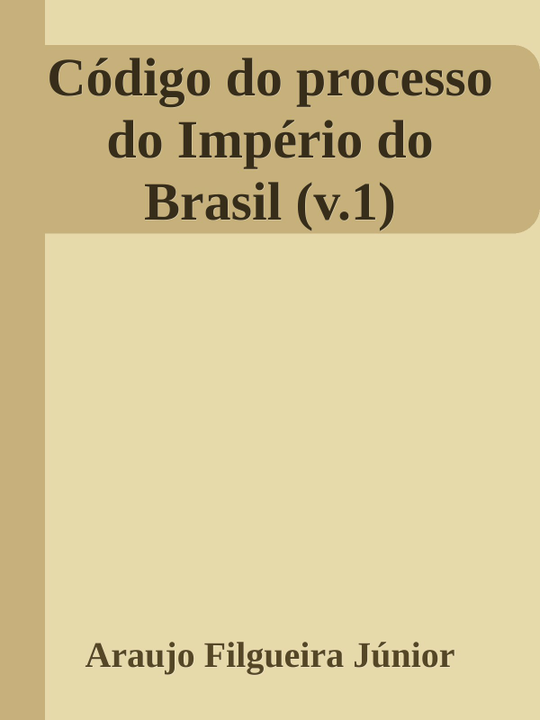 Código do processo
do Império do
Brasil (v.1)
Araujo Filgueira Júnior